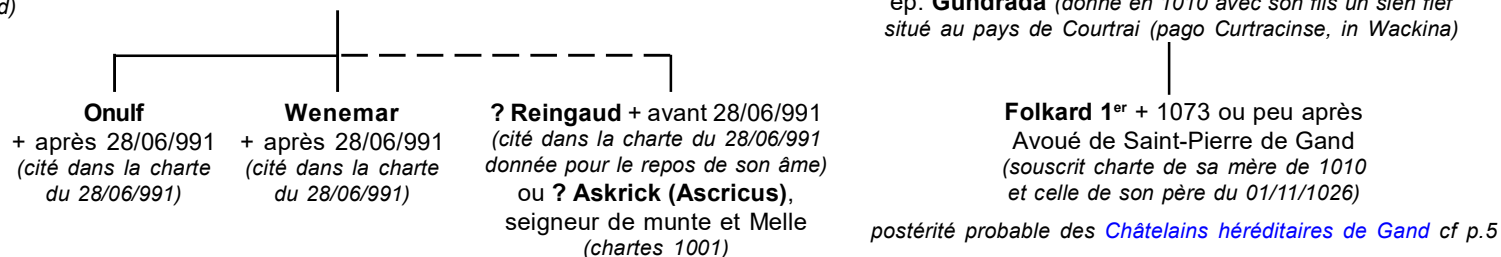 d)
Onulf
+ après 28/06/991
(cité dans la charte
du 28/06/991)
Wenemar
+ après 28/06/991
(cité dans la charte
du 28/06/991)
? Reingaud + avant 28/06/991
(cité dans la charte du 28/06/991
donnée pour le repos de son âme)
ou ? Askrick (Ascricus),
seigneur de munte et Melle
(chartes 1001)
ép. Gundrada (donne en 1010 avec son fils un sien fief
situé au pays de Courtrai (pago Curtracinse, in Wackina)
Folkard 1er + 1073 ou peu après
Avoué de Saint-Pierre de Gand
(souscrit charte de sa mère de 1010
et celle de son père du 01/11/1026)
postérité probable des Châtelains héréditaires de Gand cf p.5